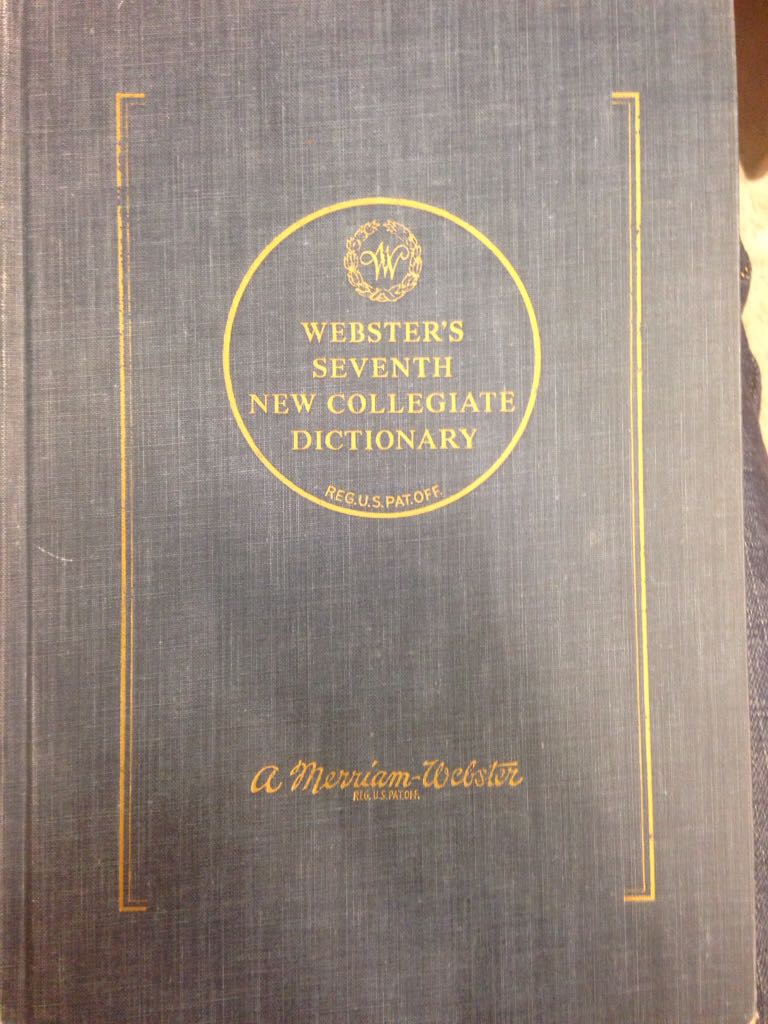 W
WEBSTER'S
SEVENTH
NEW COLLEGIATE
DICTIONARY
REG.U.S.PAT.OFF.
a Merriam-Webster
REG. U.S. PAT. OFF.